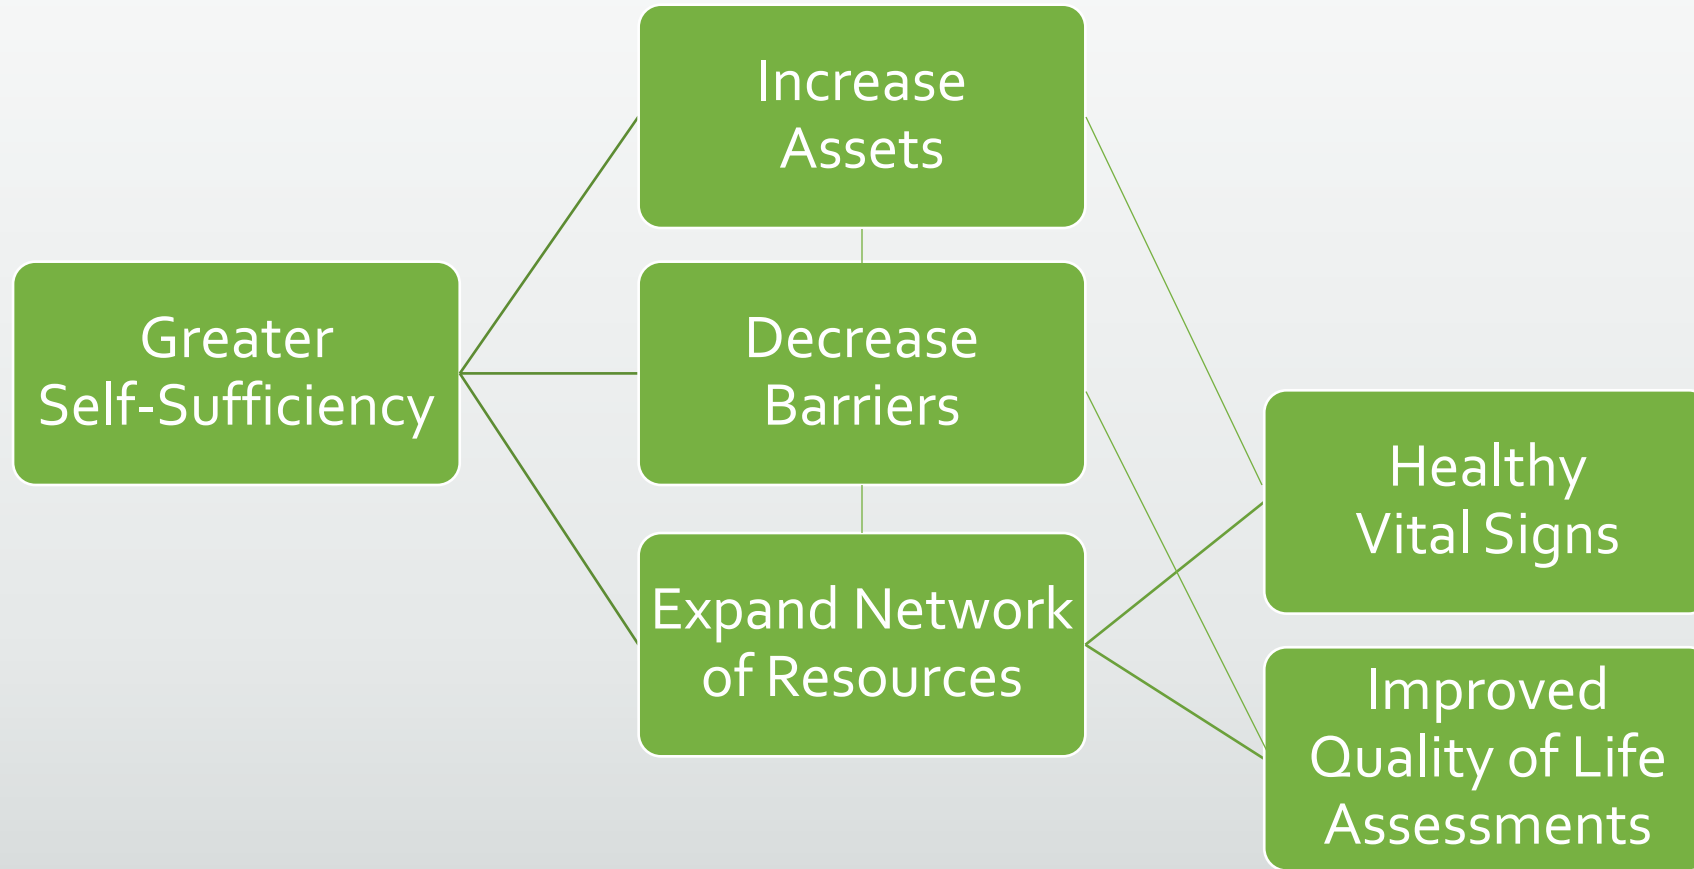 Increase
Assets
Greater
Self-Sufficiency
Decrease
Barriers
Expand Network
of Resources
Healthy
Vital Signs
Improved
Quality of Life
Assessments